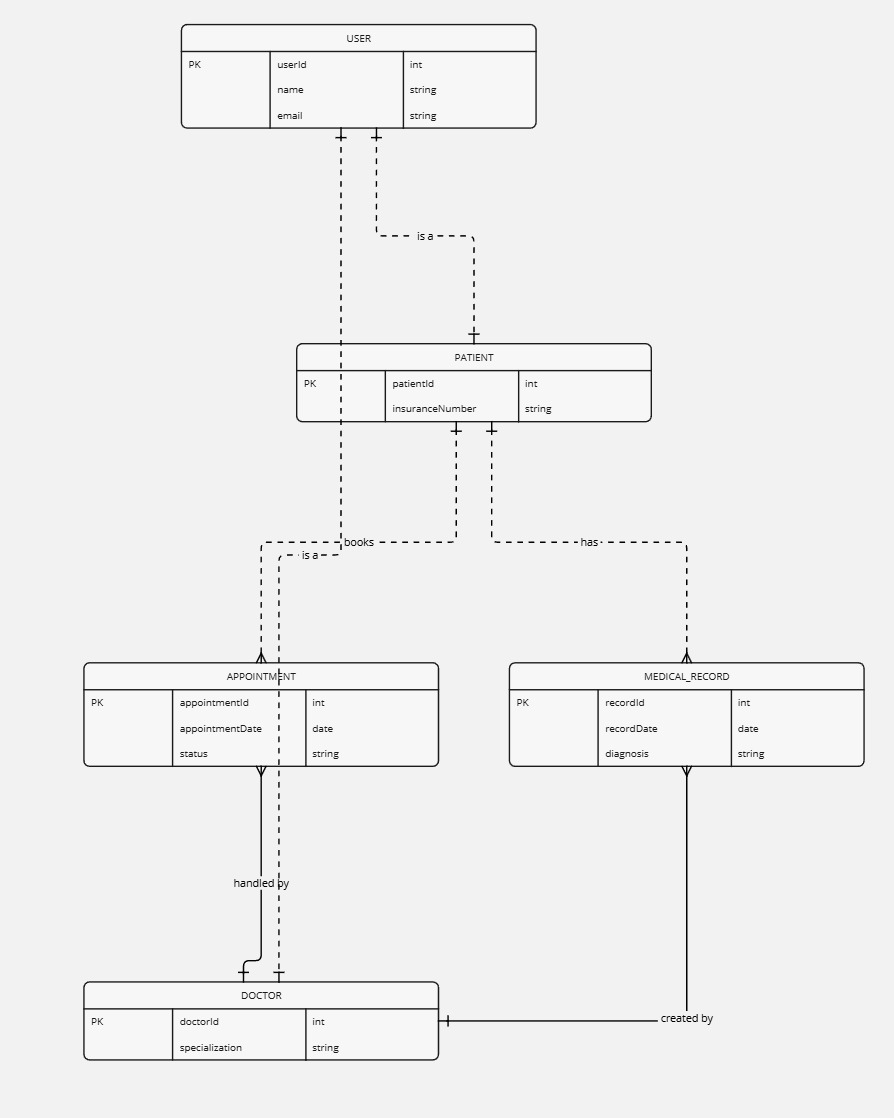 USER
PK userId int
name string
email string
is a
PATIENT
PK patientId int
insuranceNumber string
books
has
is a
APPOINTMENT
PK appointmentId int
appointmentDate date
status string
MEDICAL_RECORD
PK recordId int
recordDate date
diagnosis string
handled by
DOCTOR
PK doctorId int
specialization string
created by